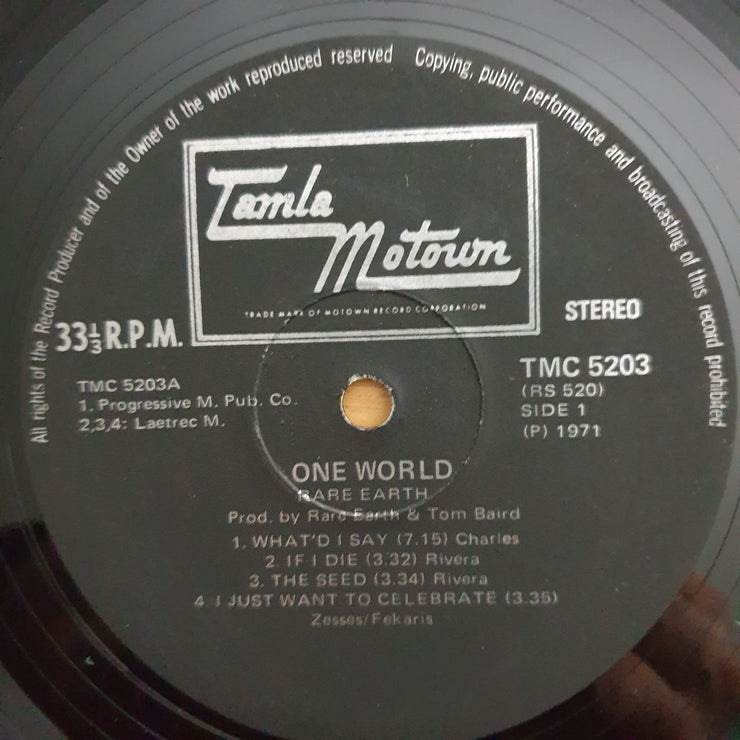 All rights of the Record Producer and of the Owner of the work reproduced reserved
Copying, public performance and broadcasting of this record prohibited
Tamla
Motown
TRADE MARK OF MOTOWN RECORD CORPORATION
33⅓ R.P.M.
STEREO
TMC 5203A
1. Progressive M. Pub. Co.
2,3,4: Laetrec M.
TMC 5203
(RS 520)
SIDE 1
(P) 1971
ONE WORLD
RARE EARTH
Prod. by Rare Earth & Tom Baird
1. WHAT'D I SAY (7.15) Charles
2. IF I DIE (3.32) Rivera
3. THE SEED (3.34) Rivera
4 I JUST WANT TO CELEBRATE (3.35)
Zesses/Fekaris